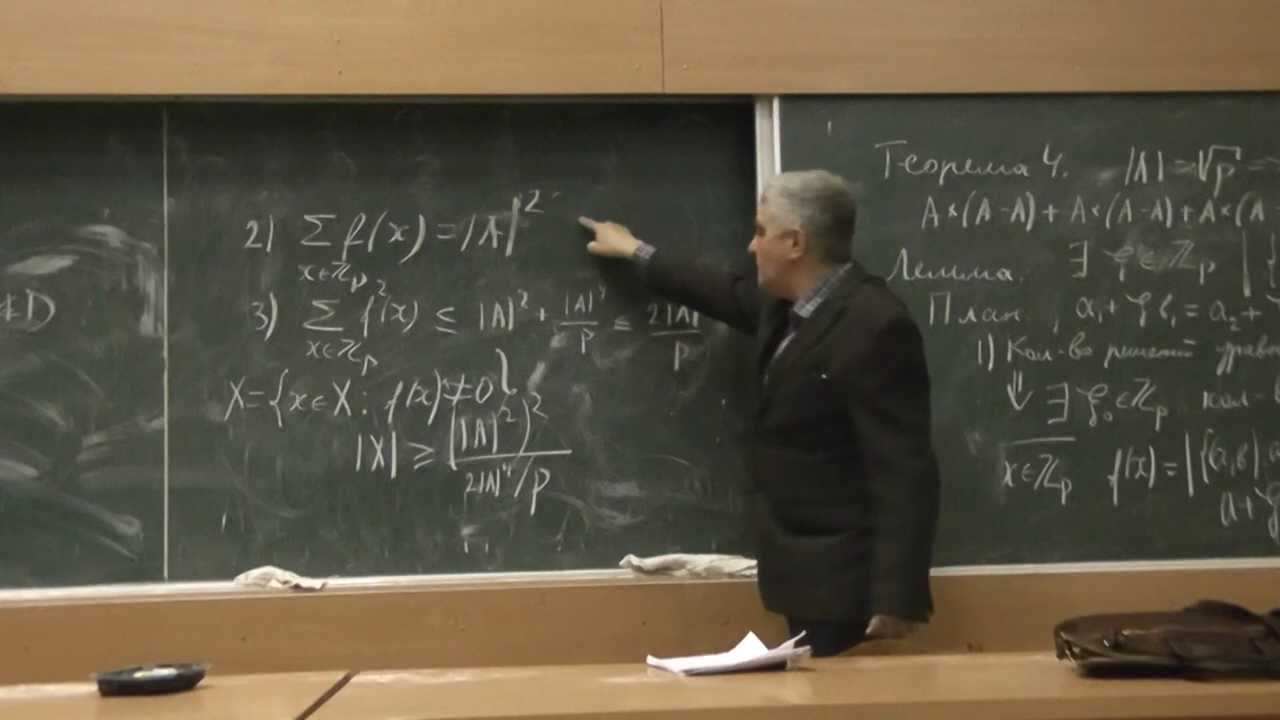 2) ∑ f(x) = |A|²
x∈ℤp
3) ∑ f²(x) ≤ |A|² + |A|⁴/p ≤ 2|A|⁴/p
x∈ℤp
X = {x∈X : f(x) ≠ 0}
|X| ≥ (|A|²)² / 2|A|⁴/p
Теорема 4. |A| = √p
A×(A-A) + A×(A-A) + A×(A-
Лемма. ∃ ξ∈ℤp | {
План a₁+ξb₁ = a₂+
1) Кол-во решений
⇓ ∃ ξ₀∈ℤp кол-
x∈ℤp f(x) = |{(a,b)
a+ξ